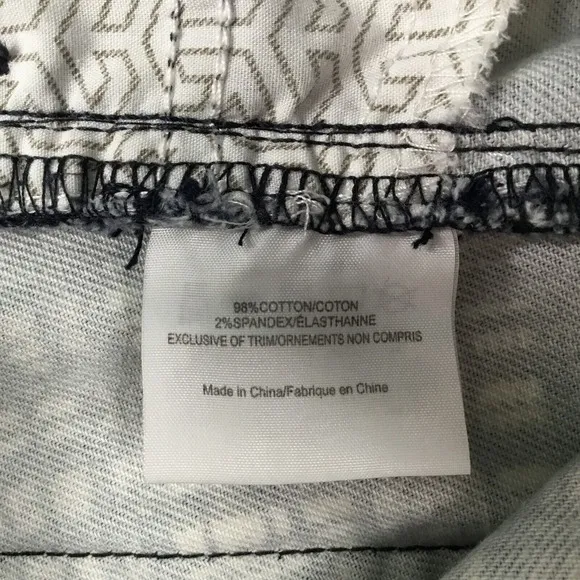 98%COTTON/COTON
2%SPANDEX/ÉLASTHANNE
EXCLUSIVE OF TRIM/ORNEMENTS NON COMPRIS
Made in China/Fabrique en Chine